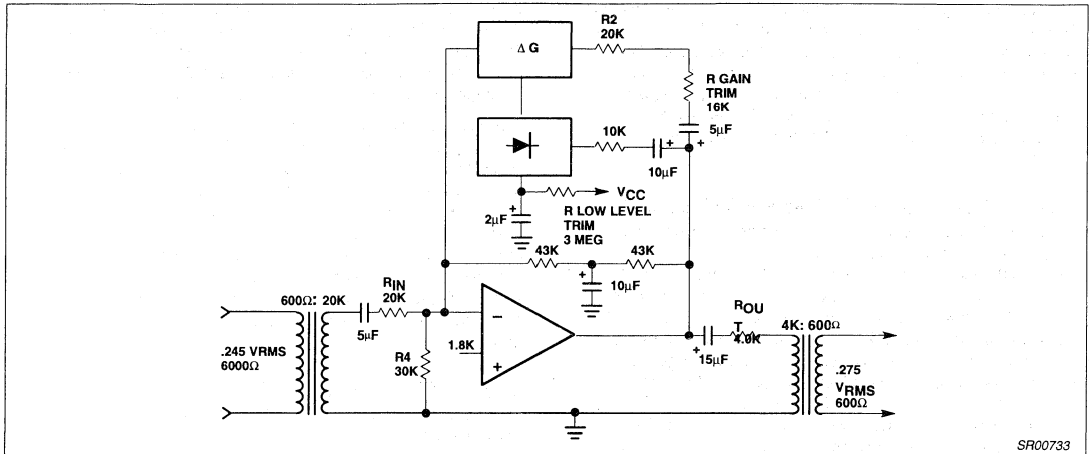 Δ G
R2
20K
R GAIN
TRIM
16K
5µF
+
10K
+
+
10µF
VCC
R LOW LEVEL
TRIM
3 MEG
+
2µF
43K
43K
+
10µF
RIN
20K
600Ω: 20K
5µF
.245 VRMS
6000Ω
R4
30K
1.8K
−
+
ROU
T
4.0K
+
15µF
4K: 600Ω
.275
VRMS
600Ω
SR00733